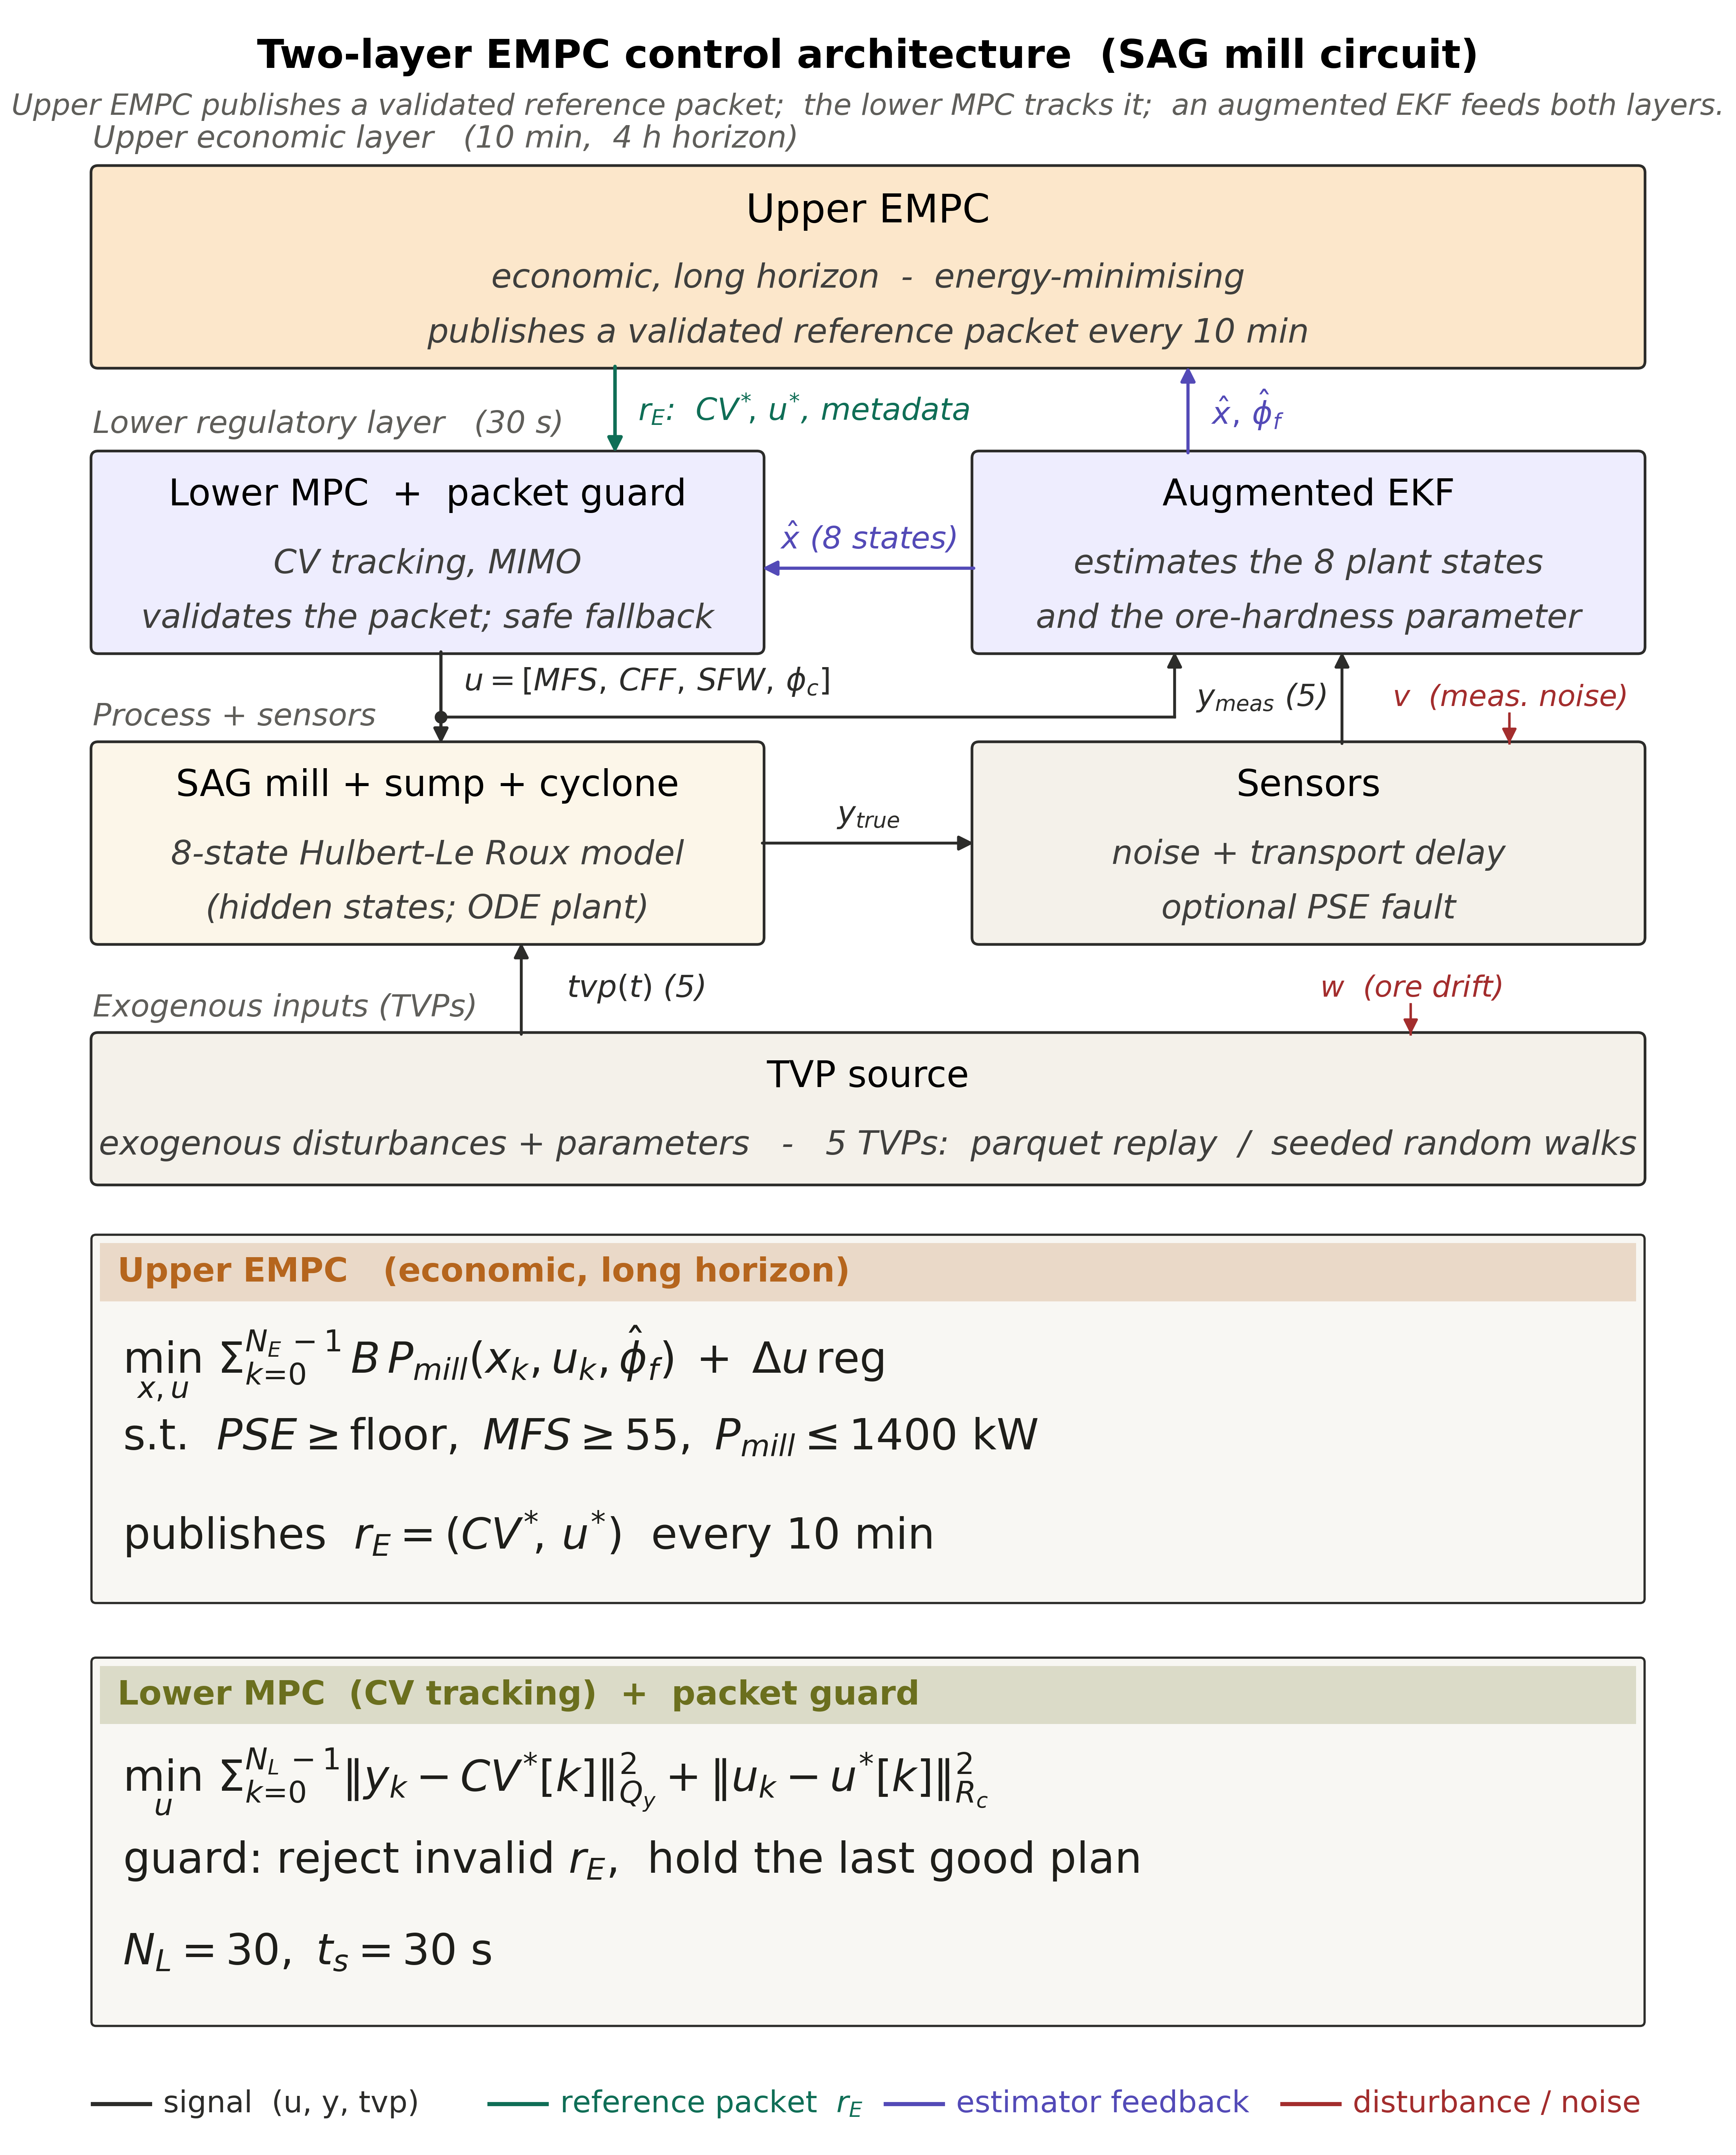 Two-layer EMPC control architecture (SAG mill circuit)
Upper EMPC publishes a validated reference packet; the lower MPC tracks it; an augmented EKF feeds both layers.
Upper economic layer (10 min, 4 h horizon)
Upper EMPC
economic, long horizon - energy-minimising
publishes a validated reference packet every 10 min
r_E: CV*, u*, metadata
x̂, ϕ̂_f
Lower regulatory layer (30 s)
Lower MPC + packet guard
CV tracking, MIMO
validates the packet; safe fallback
x̂ (8 states)
Augmented EKF
estimates the 8 plant states
and the ore-hardness parameter
u = [MFS, CFF, SFW, ϕ_c]
y_meas (5)
v (meas. noise)
Process + sensors
SAG mill + sump + cyclone
8-state Hulbert-Le Roux model
(hidden states; ODE plant)
y_true
Sensors
noise + transport delay
optional PSE fault
tvp(t) (5)
w (ore drift)
Exogenous inputs (TVPs)
TVP source
exogenous disturbances + parameters - 5 TVPs: parquet replay / seeded random walks
Upper EMPC (economic, long horizon)
min_{x,u} Σ_{k=0}^{N_E−1} B P_mill(x_k, u_k, ϕ̂_f) + Δu reg
s.t. PSE ≥ floor, MFS ≥ 55, P_mill ≤ 1400 kW
publishes r_E = (CV*, u*) every 10 min
Lower MPC (CV tracking) + packet guard
min_u Σ_{k=0}^{N_L−1} ‖y_k − CV*[k]‖²_{Q_y} + ‖u_k − u*[k]‖²_{R_c}
guard: reject invalid r_E, hold the last good plan
N_L = 30, t_s = 30 s
signal (u, y, tvp)
reference packet r_E
estimator feedback
disturbance / noise